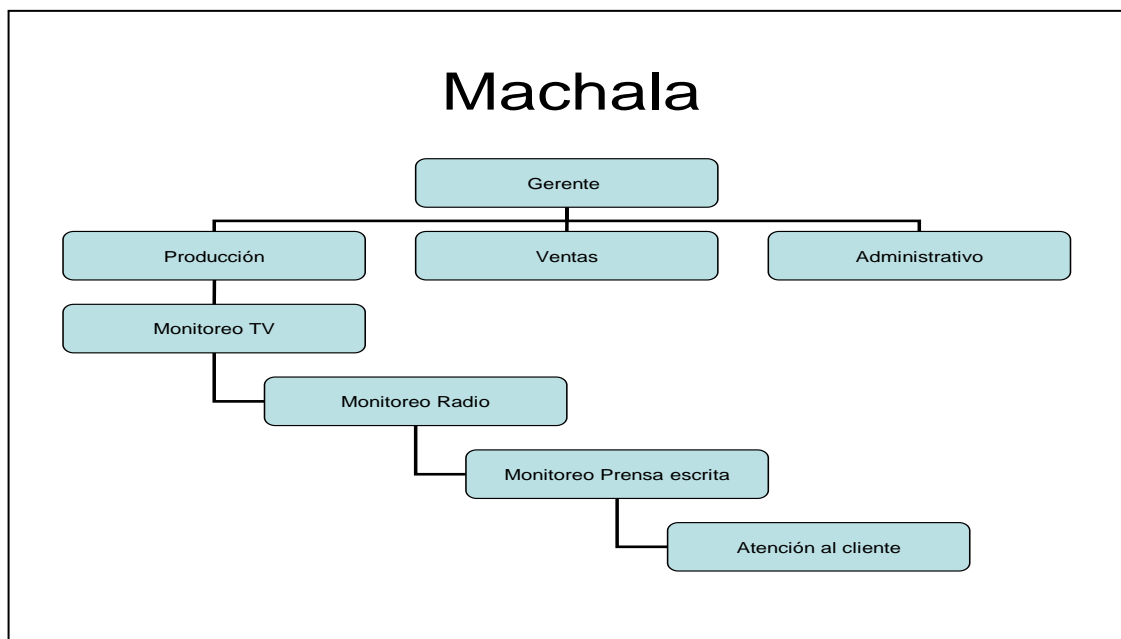 Machala
Gerente
Producción
Ventas
Administrativo
Monitoreo TV
Monitoreo Radio
Monitoreo Prensa escrita
Atención al cliente